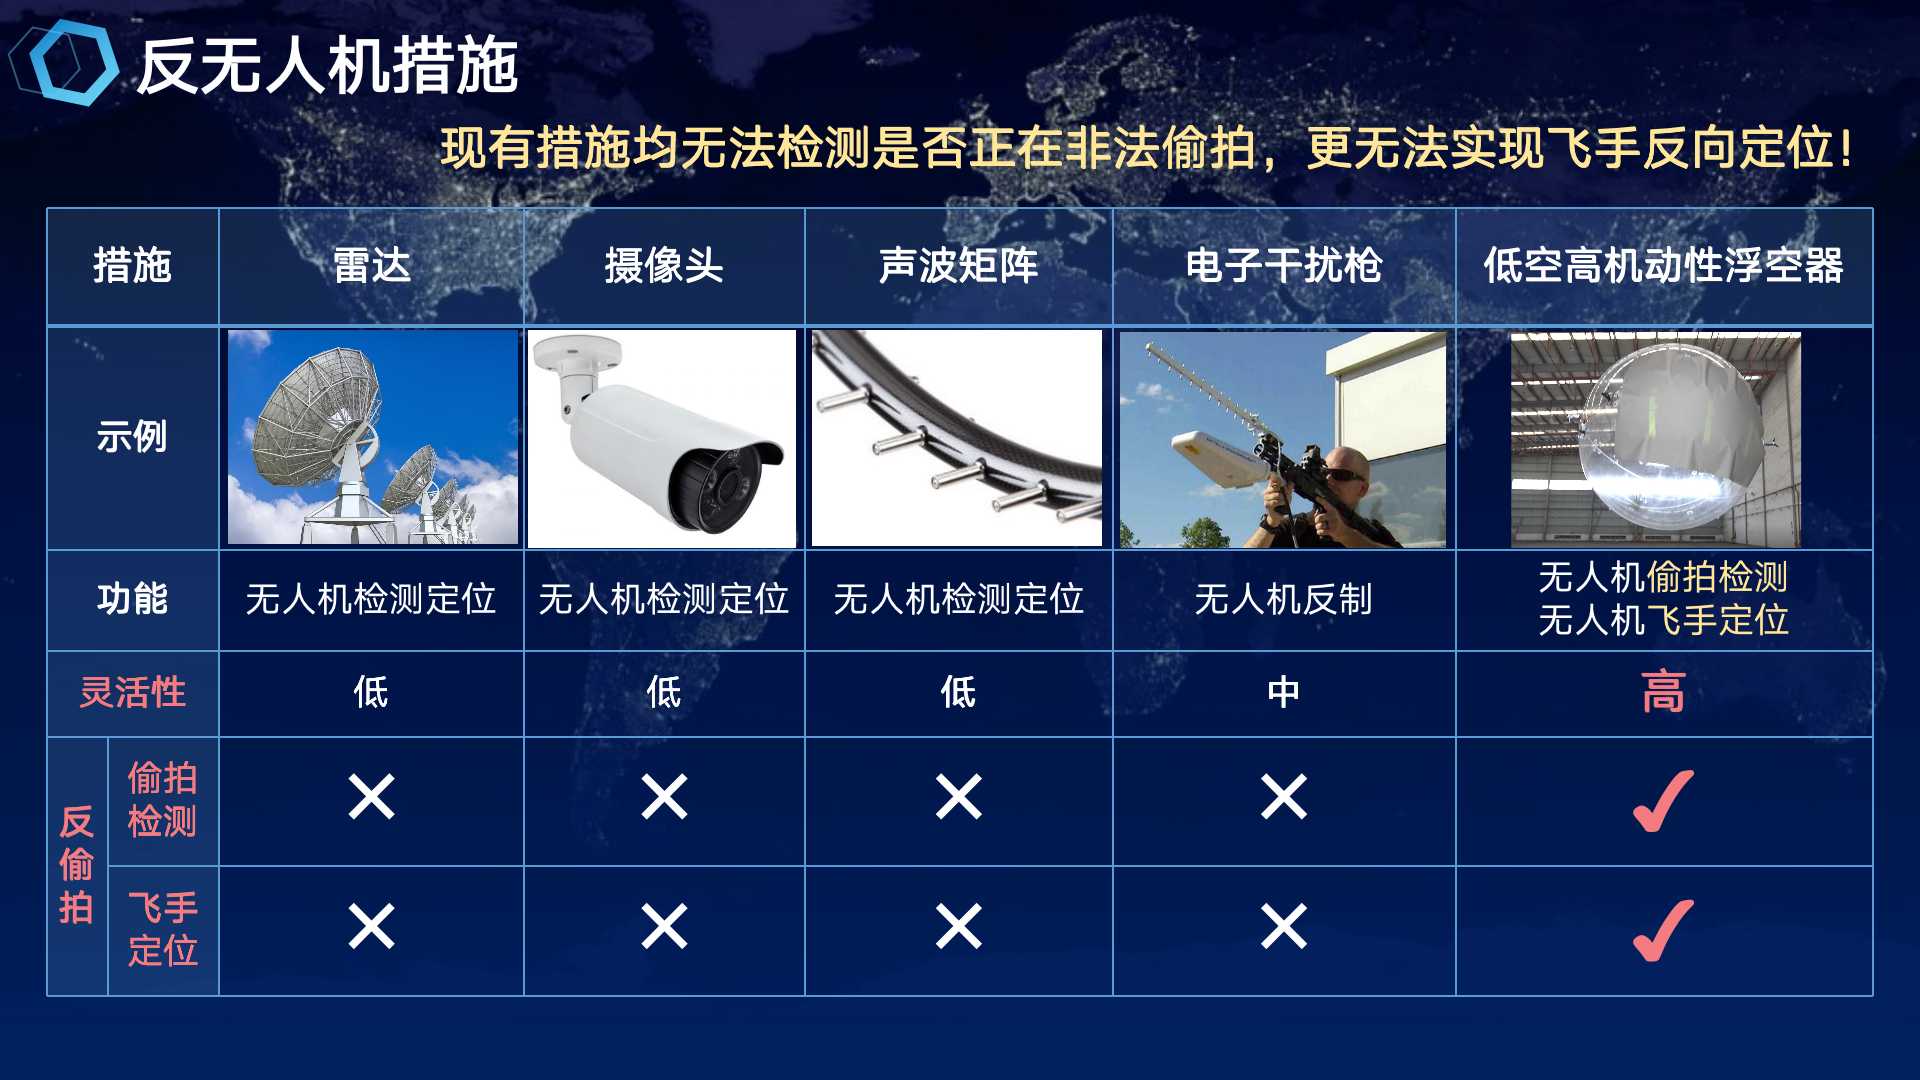 反无人机措施
现有措施均无法检测是否正在非法偷拍，更无法实现飞手反向定位！
措施
雷达
摄像头
声波矩阵
电子干扰枪
低空高机动性浮空器
示例
功能
无人机检测定位
无人机检测定位
无人机检测定位
无人机反制
无人机偷拍检测
无人机飞手定位
灵活性
低
低
低
中
高
反偷拍
偷拍
检测
✕
✕
✕
✕
✓
飞手
定位
✕
✕
✕
✕
✓